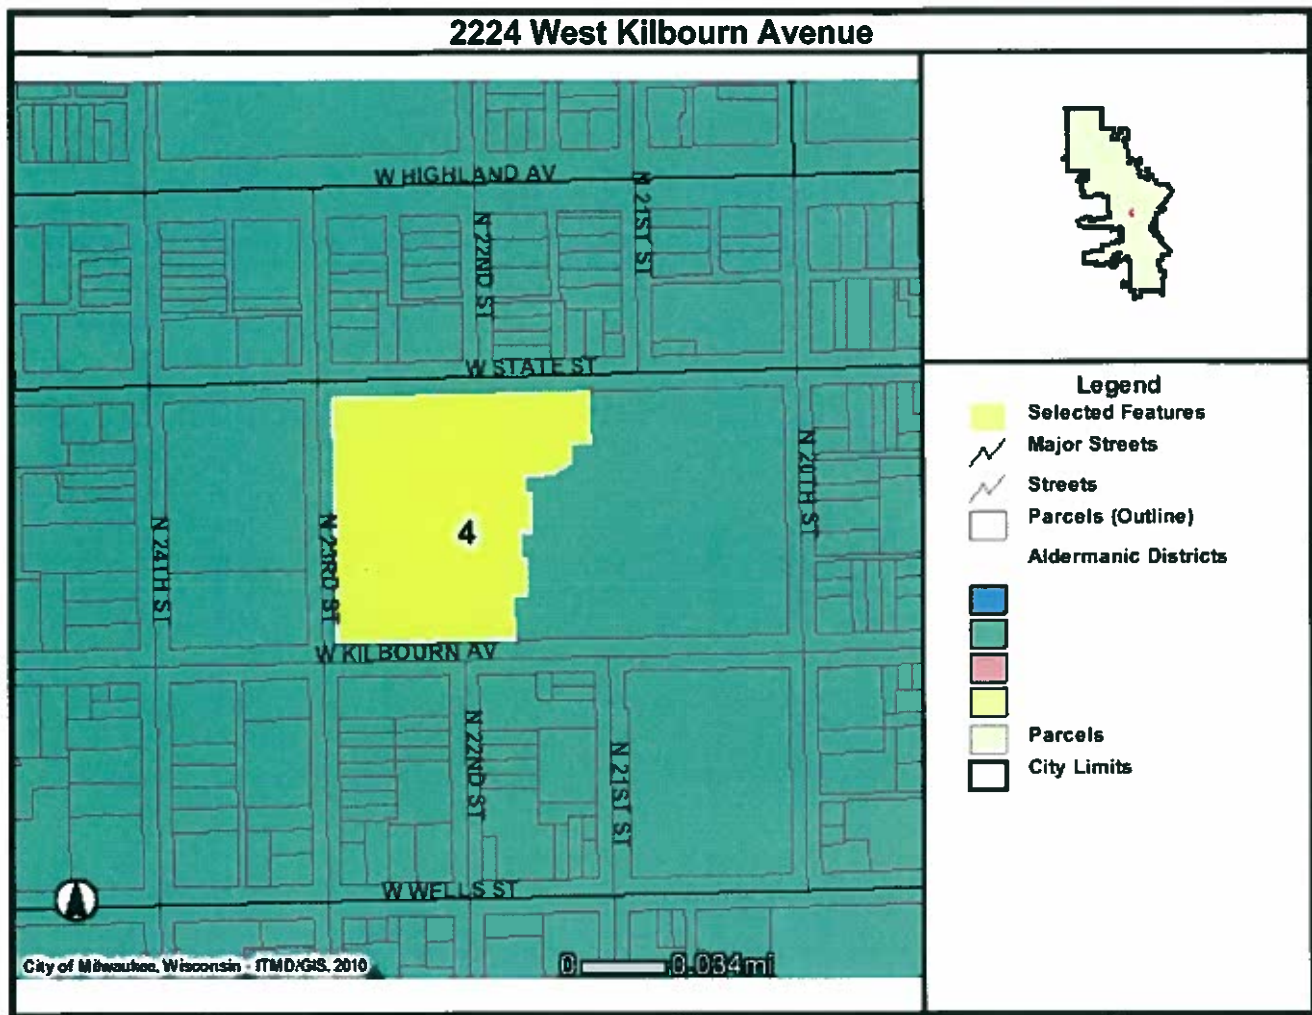 2224 West Kilbourn Avenue
W HIGHLAND AV
N 21ST ST
N 22ND ST
W STATE ST
N 20TH ST
N 24TH ST
N 23RD ST
4
W KILBOURN AV
N 22ND ST
N 21ST ST
W WELLS ST
City of Milwaukee, Wisconsin - ITMD/GIS, 2010
0 0.034mi
Legend
Selected Features
Major Streets
Streets
Parcels (Outline)
Aldermanic Districts
Parcels
City Limits